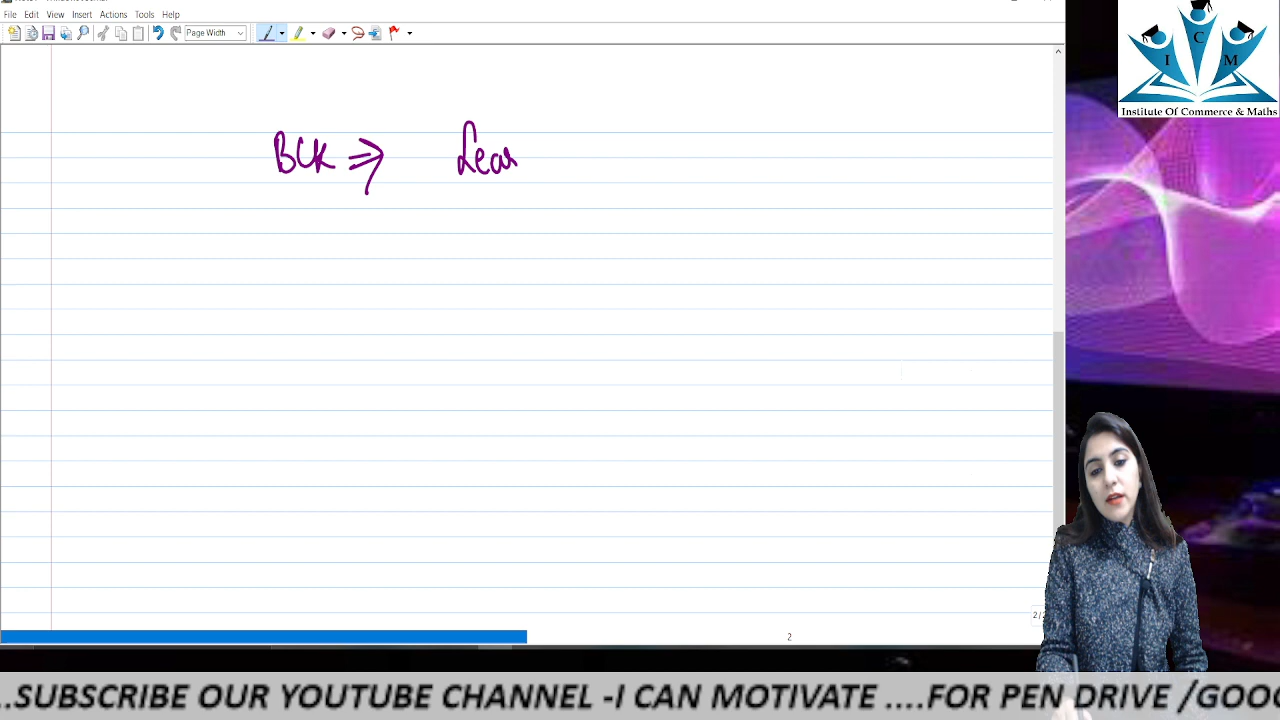 File Edit View Insert Actions Tools Help
Page Width
I C M
Institute Of Commerce & Maths
BCK ⇒ Lear
2
..SUBSCRIBE OUR YOUTUBE CHANNEL -I CAN MOTIVATE ....FOR PEN DRIVE /GOOG